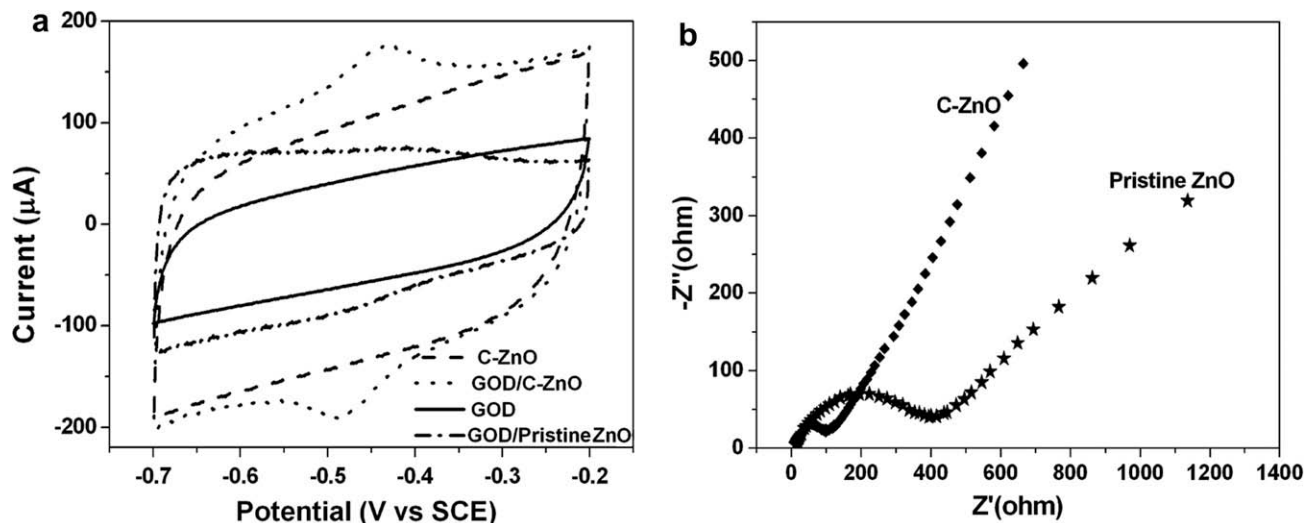 a
200
100
0
-100
-200
Current (μA)
C-ZnO
GOD/C-ZnO
GOD
GOD/PristineZnO
-0.7 -0.6 -0.5 -0.4 -0.3 -0.2
Potential (V vs SCE)
b
500
400
300
200
100
0
-Z''(ohm)
C-ZnO
Pristine ZnO
0 200 400 600 800 1000 1200 1400
Z'(ohm)